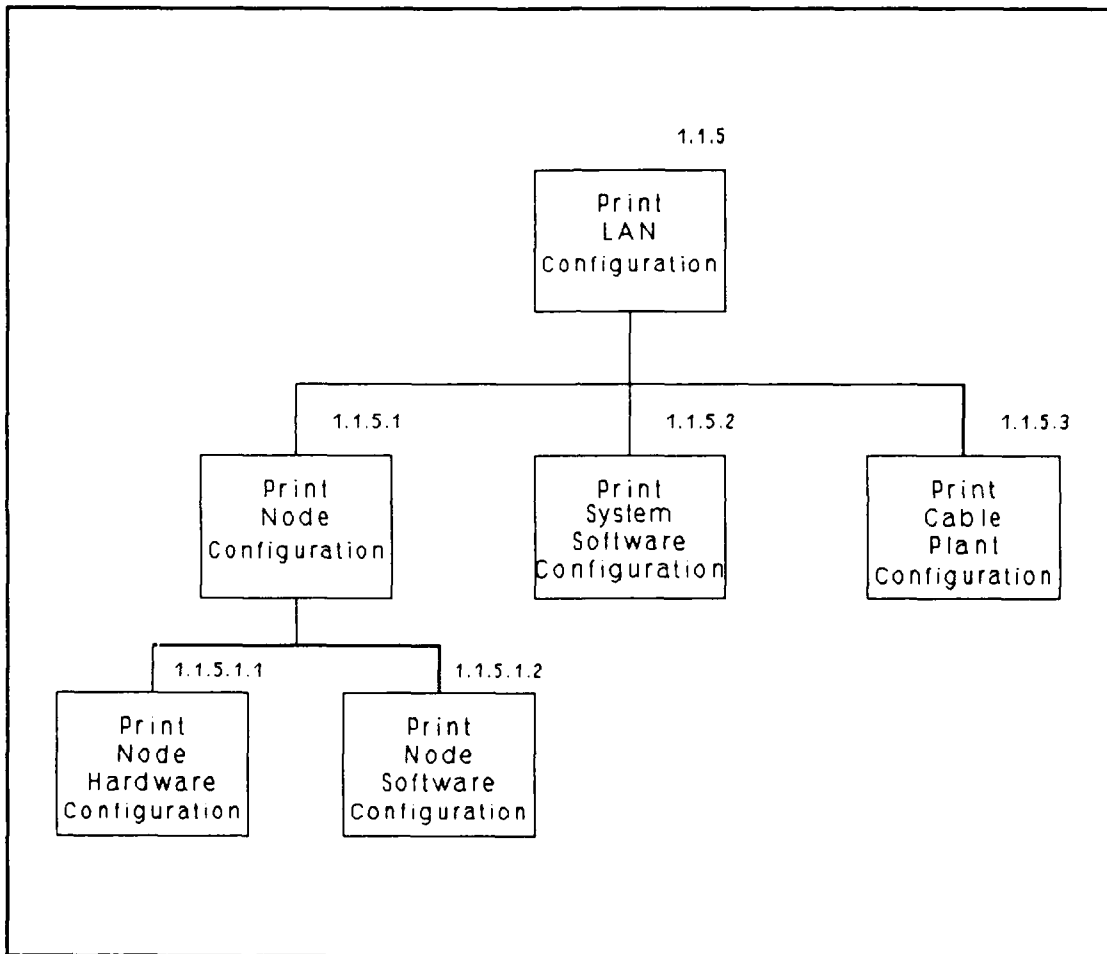 1.1.5
Print
LAN
Configuration
1.1.5.1
1.1.5.2
1.1.5.3
Print
Node
Configuration
Print
System
Software
Configuration
Print
Cable
Plant
Configuration
1.1.5.1.1
1.1.5.1.2
Print
Node
Hardware
Configuration
Print
Node
Software
Configuration